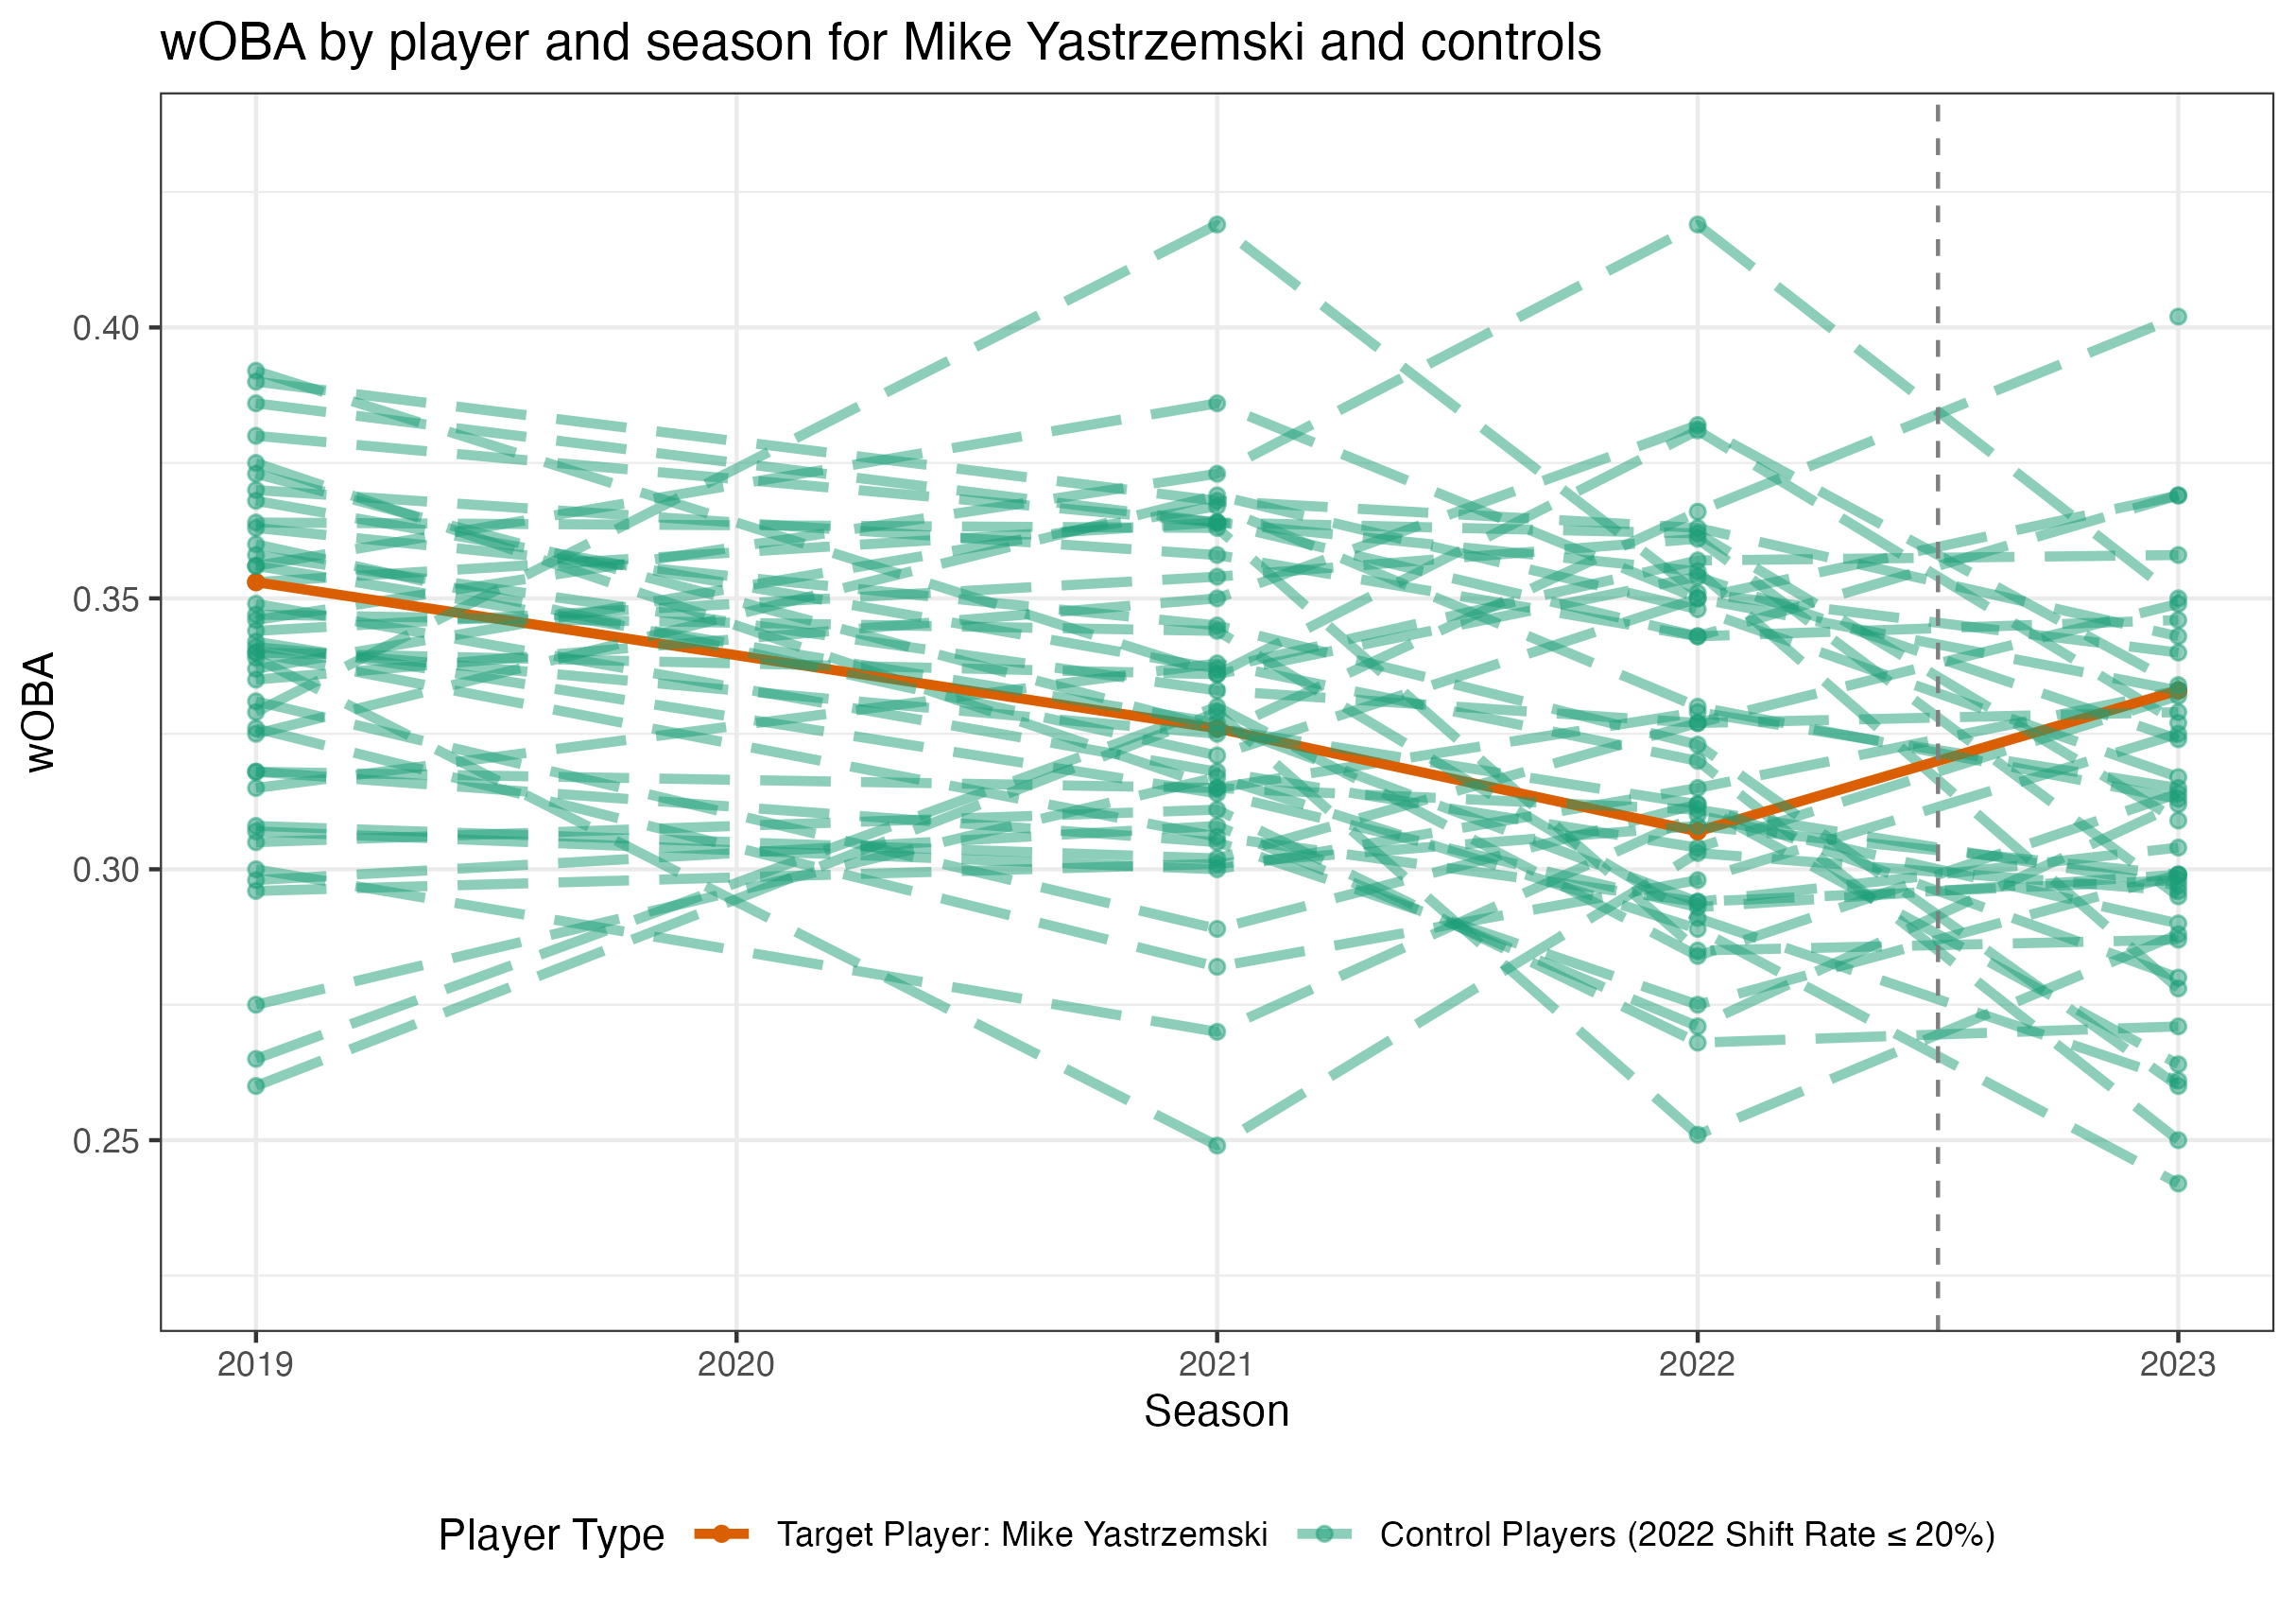 wOBA by player and season for Mike Yastrzemski and controls
wOBA
0.40
0.35
0.30
0.25
2019 2020 2021 2022 2023
Season
Player Type Target Player: Mike Yastrzemski Control Players (2022 Shift Rate ≤ 20%)